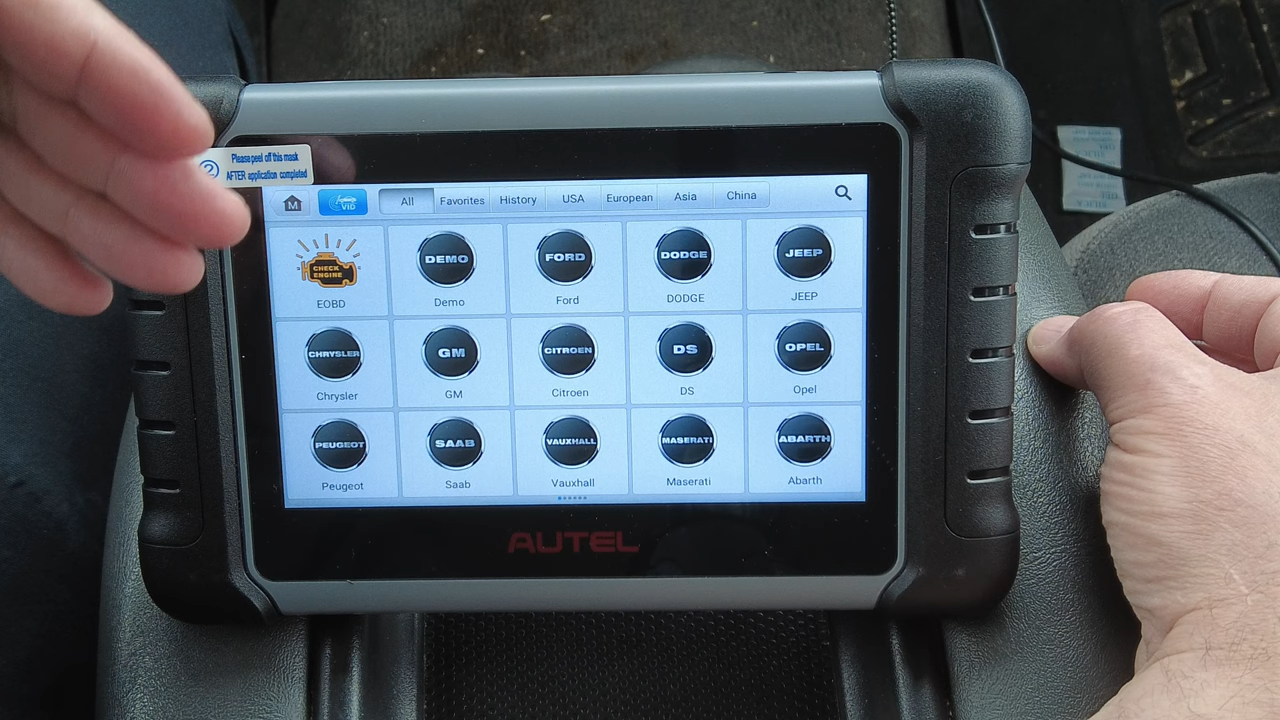 Please peel off this mask
② AFTER application completed
M VID All Favorites History USA European Asia China
CHECK ENGINE DEMO FORD DODGE JEEP
EOBD Demo Ford DODGE JEEP
CHRYSLER GM CITROEN DS OPEL
Chrysler GM Citroen DS Opel
PEUGEOT SAAB VAUXHALL MASERATI ABARTH
Peugeot Saab Vauxhall Maserati Abarth
AUTEL